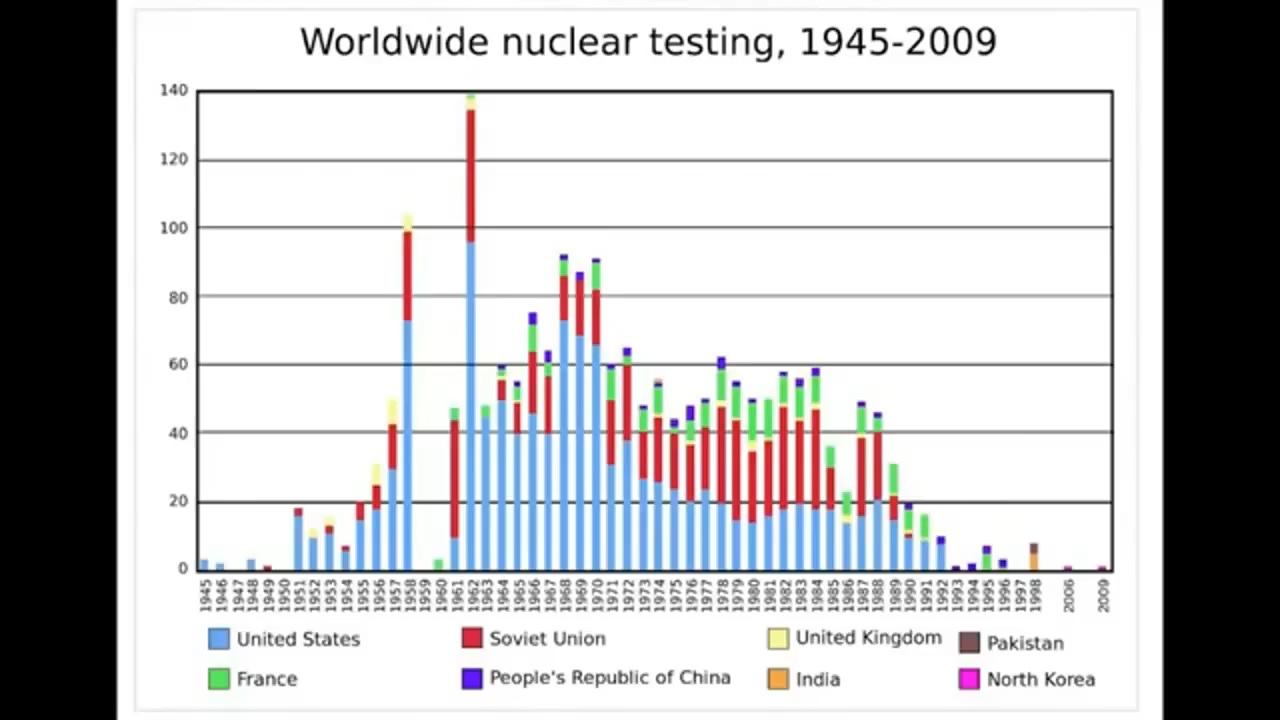 Worldwide nuclear testing, 1945-2009
140
120
100
80
60
40
20
0
1945 1946 1947 1948 1949 1950 1951 1952 1953 1954 1955 1956 1957 1958 1959 1960 1961 1962 1963 1964 1965 1966 1967 1968 1969 1970 1971 1972 1973 1974 1975 1976 1977 1978 1979 1980 1981 1982 1983 1984 1985 1986 1987 1988 1989 1990 1991 1992 1993 1994 1995 1996 1997 1998 2006 2009
United States Soviet Union United Kingdom Pakistan
France People's Republic of China India North Korea